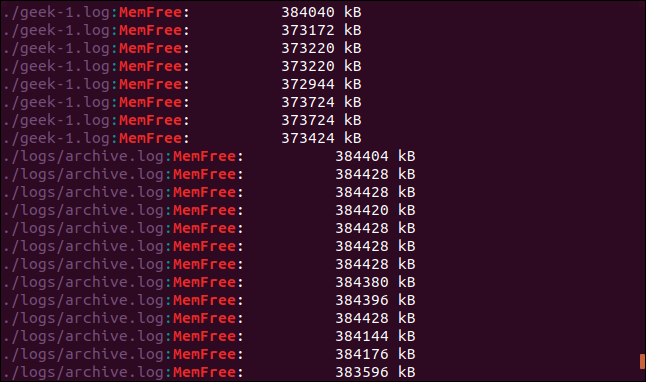 ./geek-1.log:MemFree:          384040 kB
./geek-1.log:MemFree:          373172 kB
./geek-1.log:MemFree:          373220 kB
./geek-1.log:MemFree:          373220 kB
./geek-1.log:MemFree:          372944 kB
./geek-1.log:MemFree:          373724 kB
./geek-1.log:MemFree:          373724 kB
./geek-1.log:MemFree:          373424 kB
./logs/archive.log:MemFree:          384404 kB
./logs/archive.log:MemFree:          384428 kB
./logs/archive.log:MemFree:          384428 kB
./logs/archive.log:MemFree:          384420 kB
./logs/archive.log:MemFree:          384428 kB
./logs/archive.log:MemFree:          384428 kB
./logs/archive.log:MemFree:          384428 kB
./logs/archive.log:MemFree:          384380 kB
./logs/archive.log:MemFree:          384396 kB
./logs/archive.log:MemFree:          384428 kB
./logs/archive.log:MemFree:          384144 kB
./logs/archive.log:MemFree:          384176 kB
./logs/archive.log:MemFree:          383596 kB